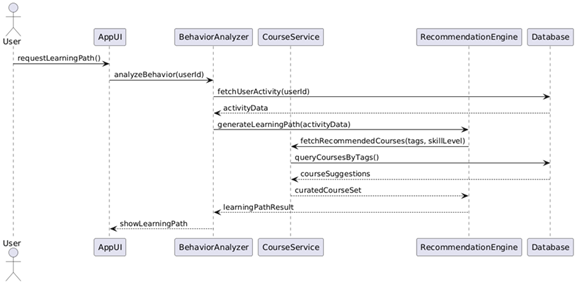 User
AppUI
BehaviorAnalyzer
CourseService
RecommendationEngine
Database
requestLearningPath()
analyzeBehavior(userId)
fetchUserActivity(userId)
activityData
generateLearningPath(activityData)
fetchRecommendedCourses(tags, skillLevel)
queryCoursesByTags()
courseSuggestions
curatedCourseSet
learningPathResult
showLearningPath
User
AppUI
BehaviorAnalyzer
CourseService
RecommendationEngine
Database